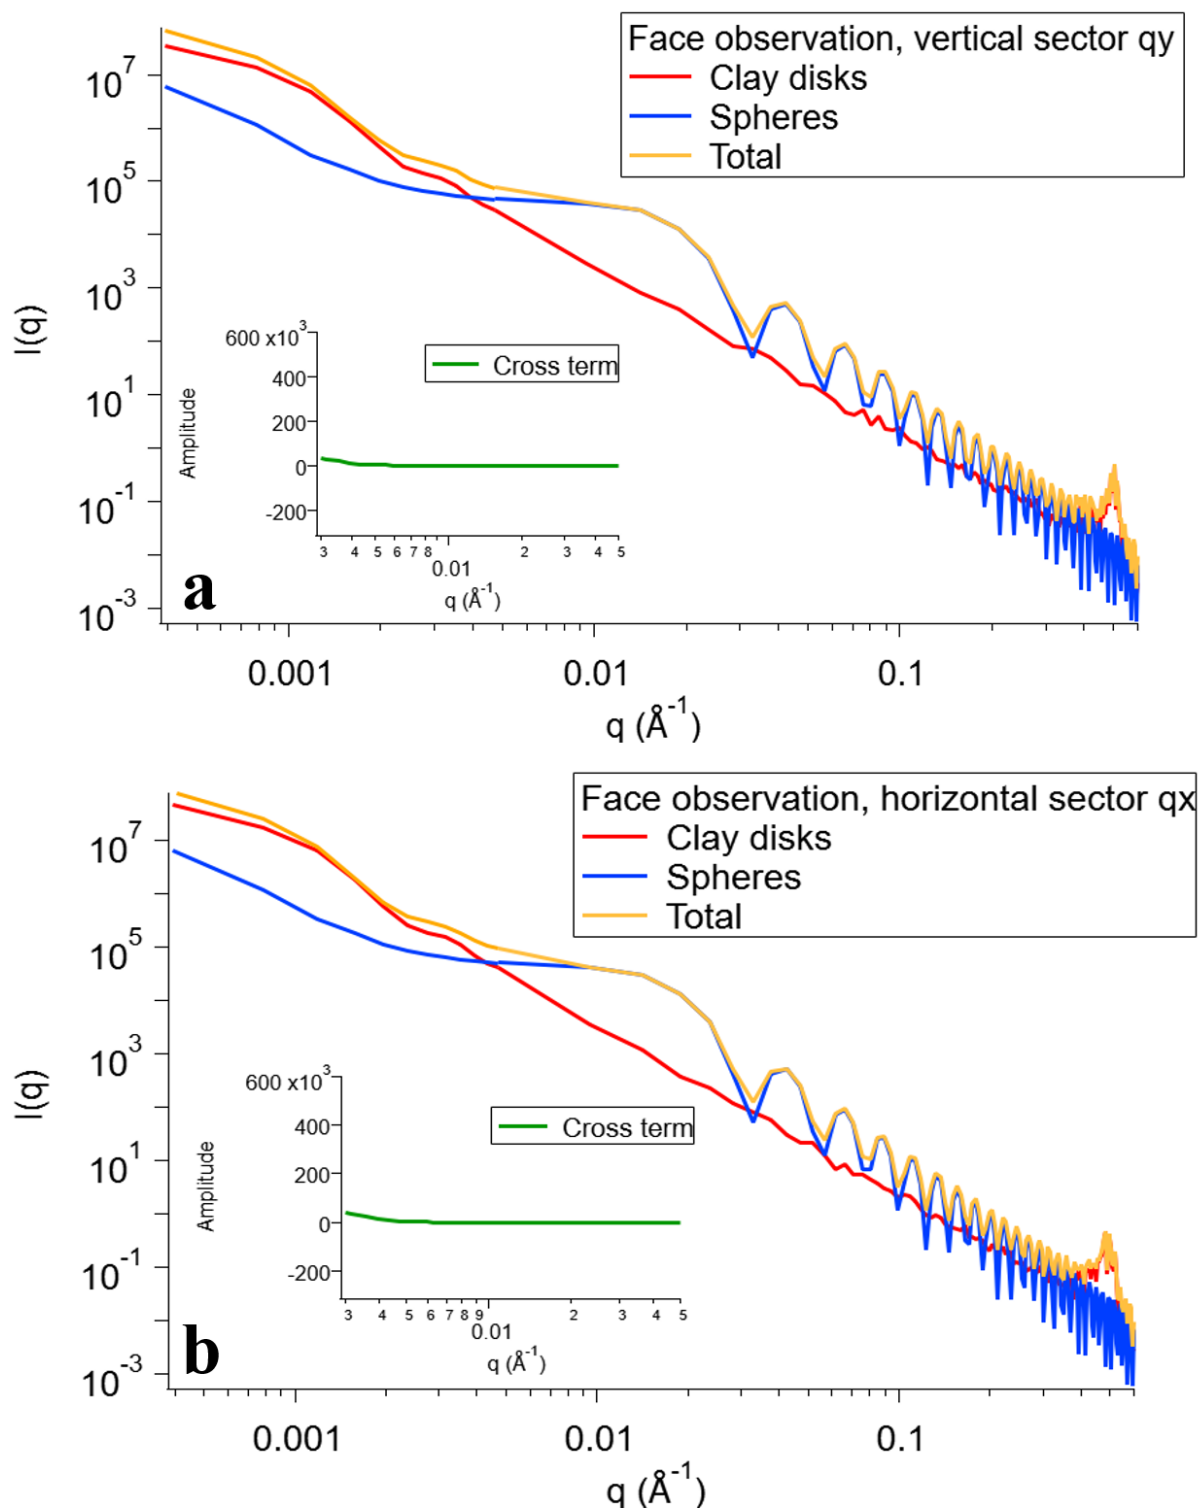 Face observation, vertical sector qy
Clay disks
Spheres
Total
10^7
10^5
10^3
10^1
10^-1
10^-3
I(q)
600 x10^3
400
200
0
-200
Amplitude
Cross term
3 4 5 6 7 8 2 3 4 5
0.01
q (Å^-1)
a
0.001 0.01 0.1
q (Å^-1)
Face observation, horizontal sector qx
Clay disks
Spheres
Total
10^7
10^5
10^3
10^1
10^-1
10^-3
I(q)
600 x10^3
400
200
0
-200
Amplitude
Cross term
3 4 5 6 7 8 9 2 3 4 5
0.01
q (Å^-1)
b
0.001 0.01 0.1
q (Å^-1)